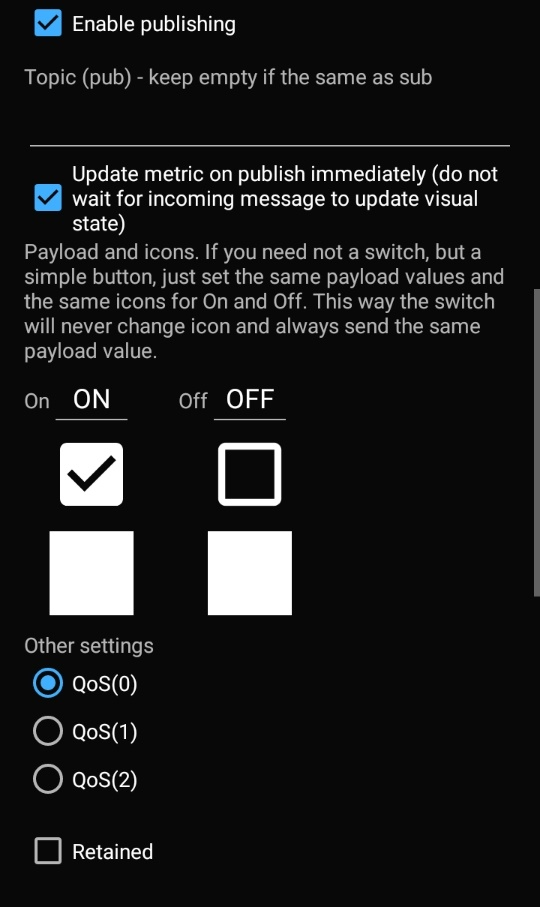 Enable publishing
Topic (pub) - keep empty if the same as sub
Update metric on publish immediately (do not
wait for incoming message to update visual
state)
Payload and icons. If you need not a switch, but a
simple button, just set the same payload values and
the same icons for On and Off. This way the switch
will never change icon and always send the same
payload value.
On ON Off OFF
Other settings
QoS(0)
QoS(1)
QoS(2)
Retained